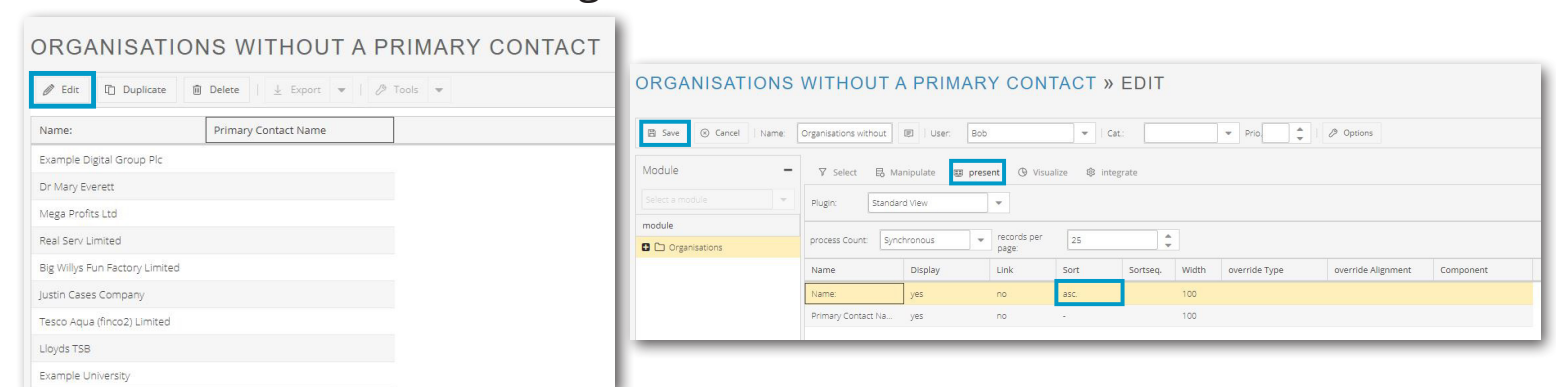 ORGANISATIONS WITHOUT A PRIMARY CONTACT
Edit Duplicate Delete Export Tools
Name: Primary Contact Name
Example Digital Group Plc
Dr Mary Everett
Mega Profits Ltd
Real Serv Limited
Big Willys Fun Factory Limited
Justin Cases Company
Tesco Aqua (finco2) Limited
Lloyds TSB
Example University
ORGANISATIONS WITHOUT A PRIMARY CONTACT » EDIT
Save Cancel Name: Organisations without User: Bob Cat.: Prio. Options
Module
Select a module
module
Organisations
Select Manipulate present Visualize integrate
Plugin: Standard View
process Count: Synchronous records per page: 25
Name Display Link Sort Sortseq. Width override Type override Alignment Component
Name: yes no asc. 100
Primary Contact Na... yes no - 100